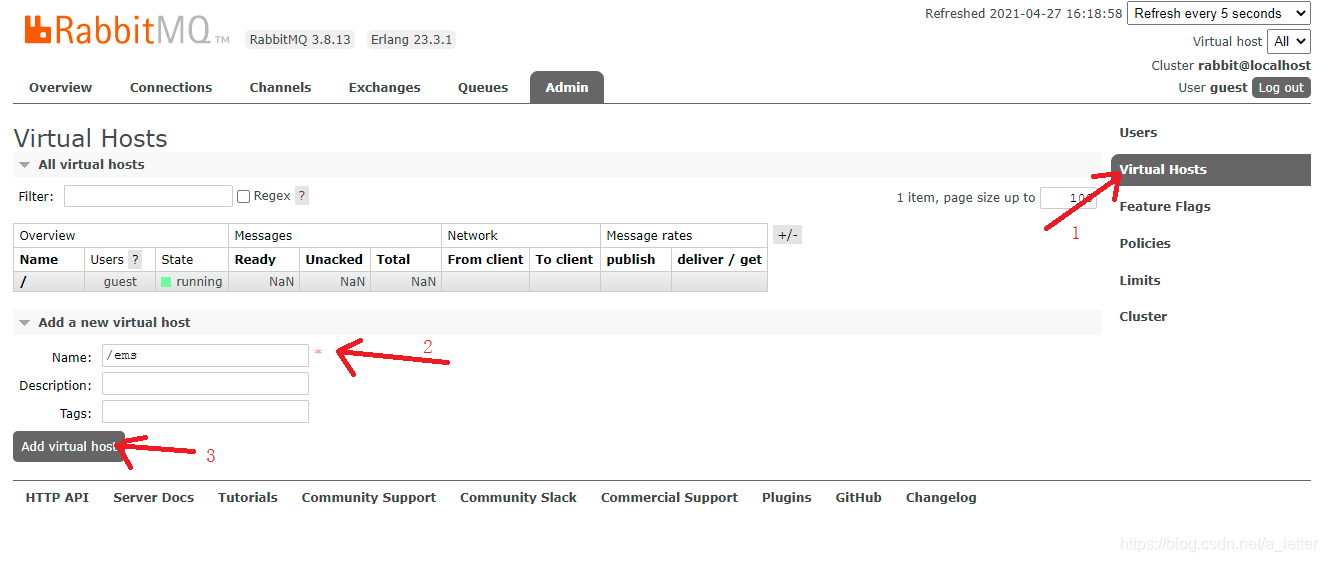 Refreshed 2021-04-27 16:18:58 Refresh every 5 seconds
RabbitMQ TM RabbitMQ 3.8.13 Erlang 23.3.1
Virtual host All
Cluster rabbit@localhost
User guest Log out
Overview Connections Channels Exchanges Queues Admin
Virtual Hosts
All virtual hosts
Filter: Regex ?
1 item, page size up to 100
Overview Messages Network Message rates +/-
Name Users ? State Ready Unacked Total From client To client publish deliver / get
/ guest running NaN NaN NaN
Add a new virtual host
Name: /ems * 2
Description:
Tags:
Add virtual host 3
Users
Virtual Hosts
1
Feature Flags
Policies
Limits
Cluster
HTTP API Server Docs Tutorials Community Support Community Slack Commercial Support Plugins GitHub Changelog
https://blog.csdn.net/a_letter